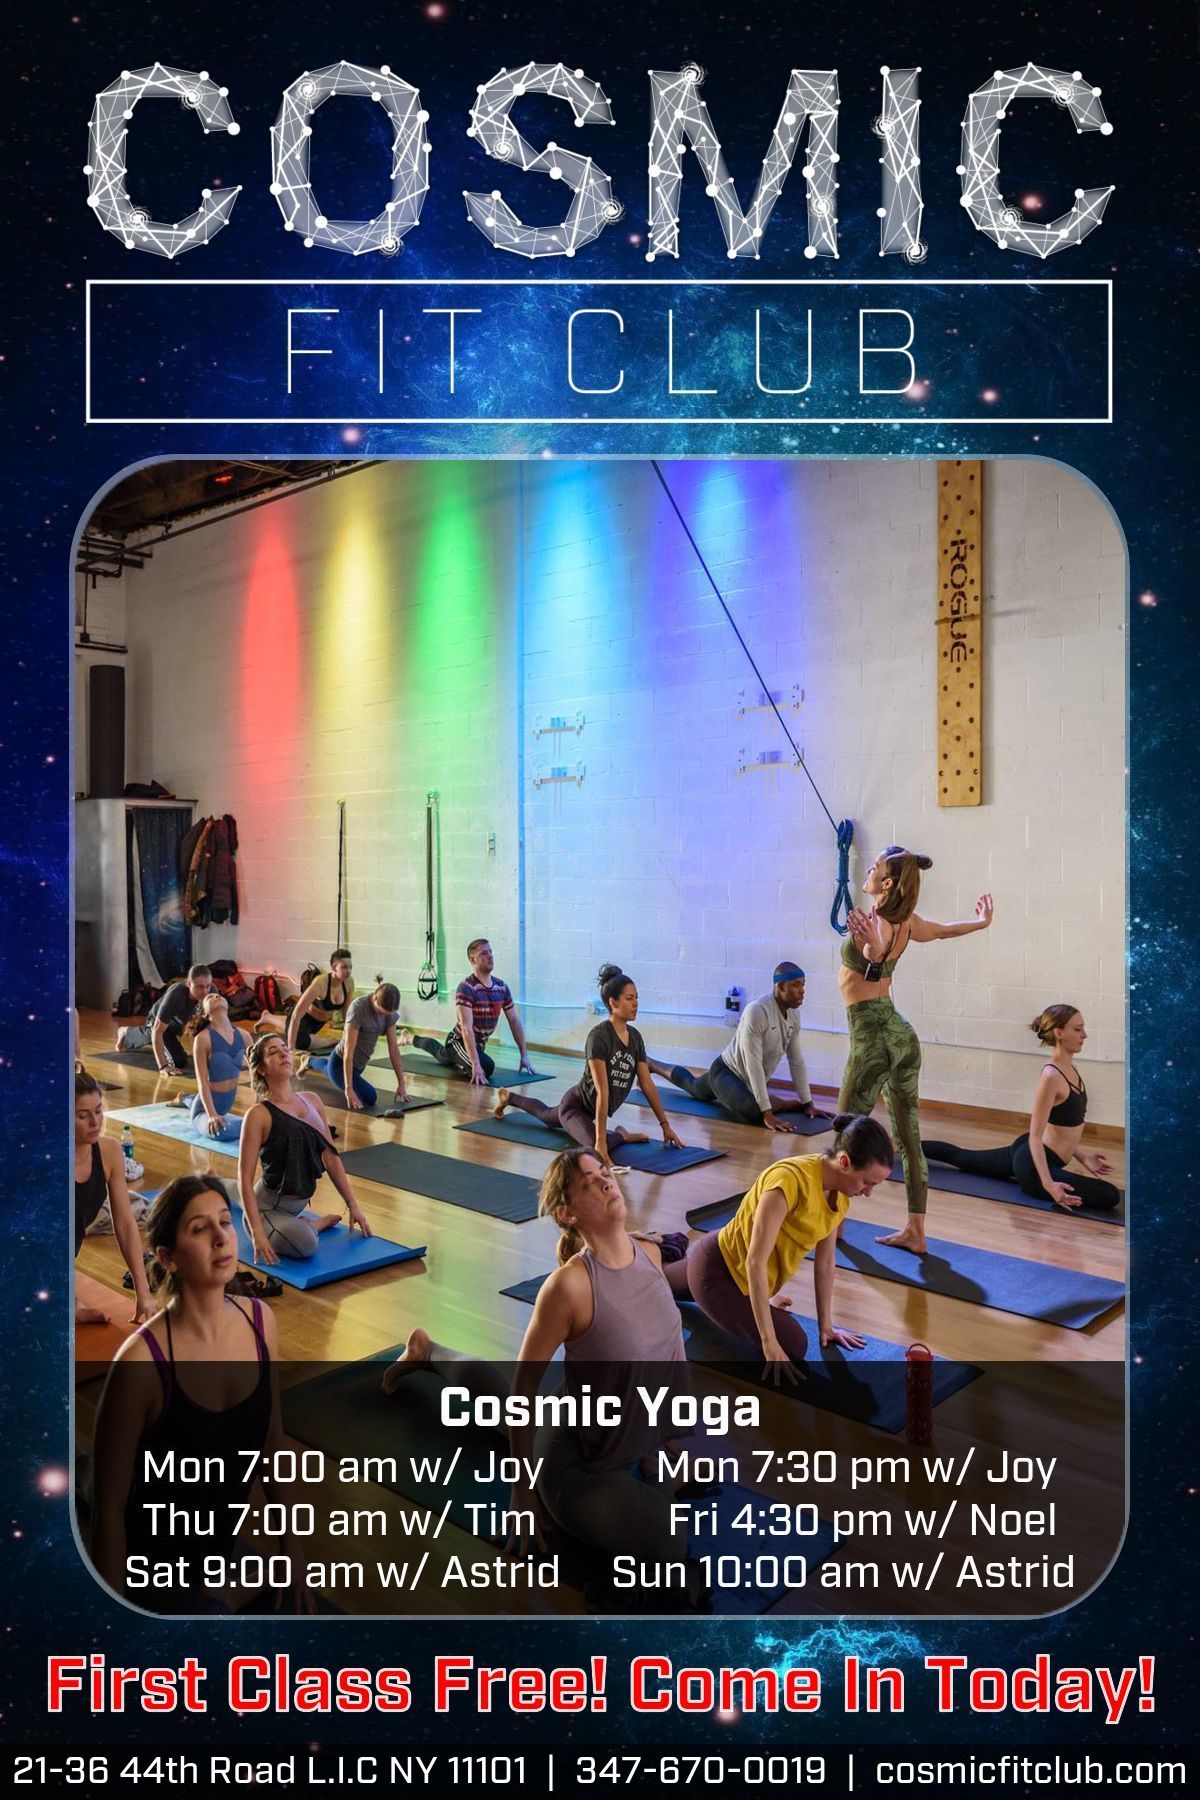 COSMIC
FIT CLUB
ROGUE
Cosmic Yoga
Mon 7:00 am w/ Joy
Mon 7:30 pm w/ Joy
Thu 7:00 am w/ Tim
Fri 4:30 pm w/ Noel
Sat 9:00 am w/ Astrid
Sun 10:00 am w/ Astrid
First Class Free! Come In Today!
21-36 44th Road L.I.C NY 11101 | 347-670-0019 | cosmicfitclub.com